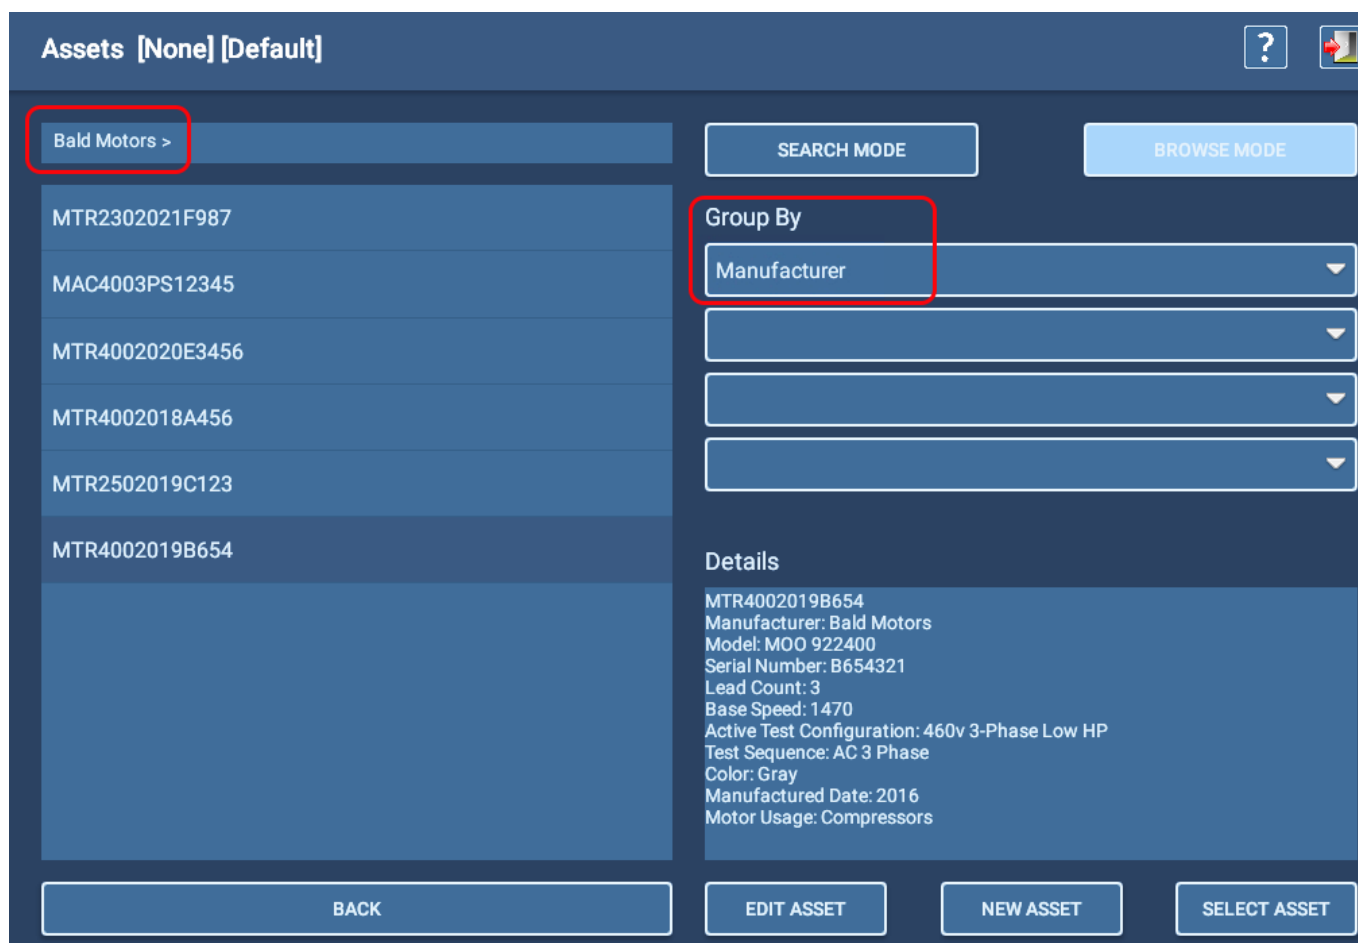 Assets [None] [Default]
?
Bald Motors >
SEARCH MODE
BROWSE MODE
MTR2302021F987
MAC4003PS12345
MTR4002020E3456
MTR4002018A456
MTR2502019C123
MTR4002019B654
Group By
Manufacturer
Details
MTR4002019B654
Manufacturer: Bald Motors
Model: MOO 922400
Serial Number: B654321
Lead Count: 3
Base Speed: 1470
Active Test Configuration: 460v 3-Phase Low HP
Test Sequence: AC 3 Phase
Color: Gray
Manufactured Date: 2016
Motor Usage: Compressors
BACK
EDIT ASSET
NEW ASSET
SELECT ASSET